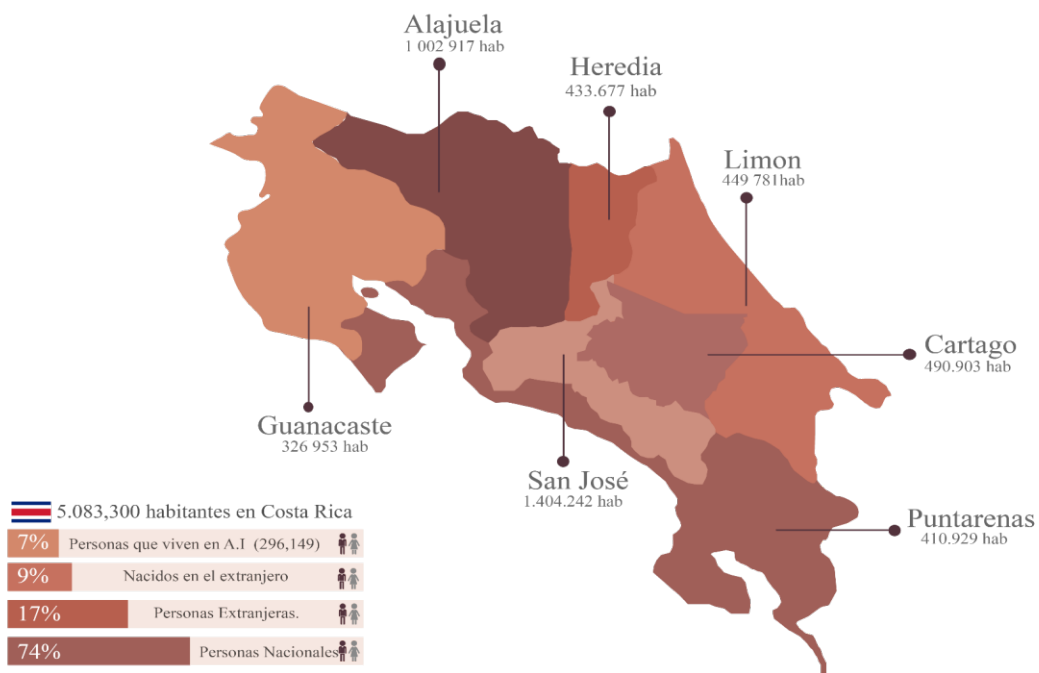 Alajuela
1 002 917 hab
Heredia
433.677 hab
Limon
449 781hab
Cartago
490.903 hab
Guanacaste
326 953 hab
San José
1.404.242 hab
Puntarenas
410.929 hab
5.083,300 habitantes en Costa Rica
7% Personas que viven en A.I (296,149)
9% Nacidos en el extranjero
17% Personas Extranjeras.
74% Personas Nacionales